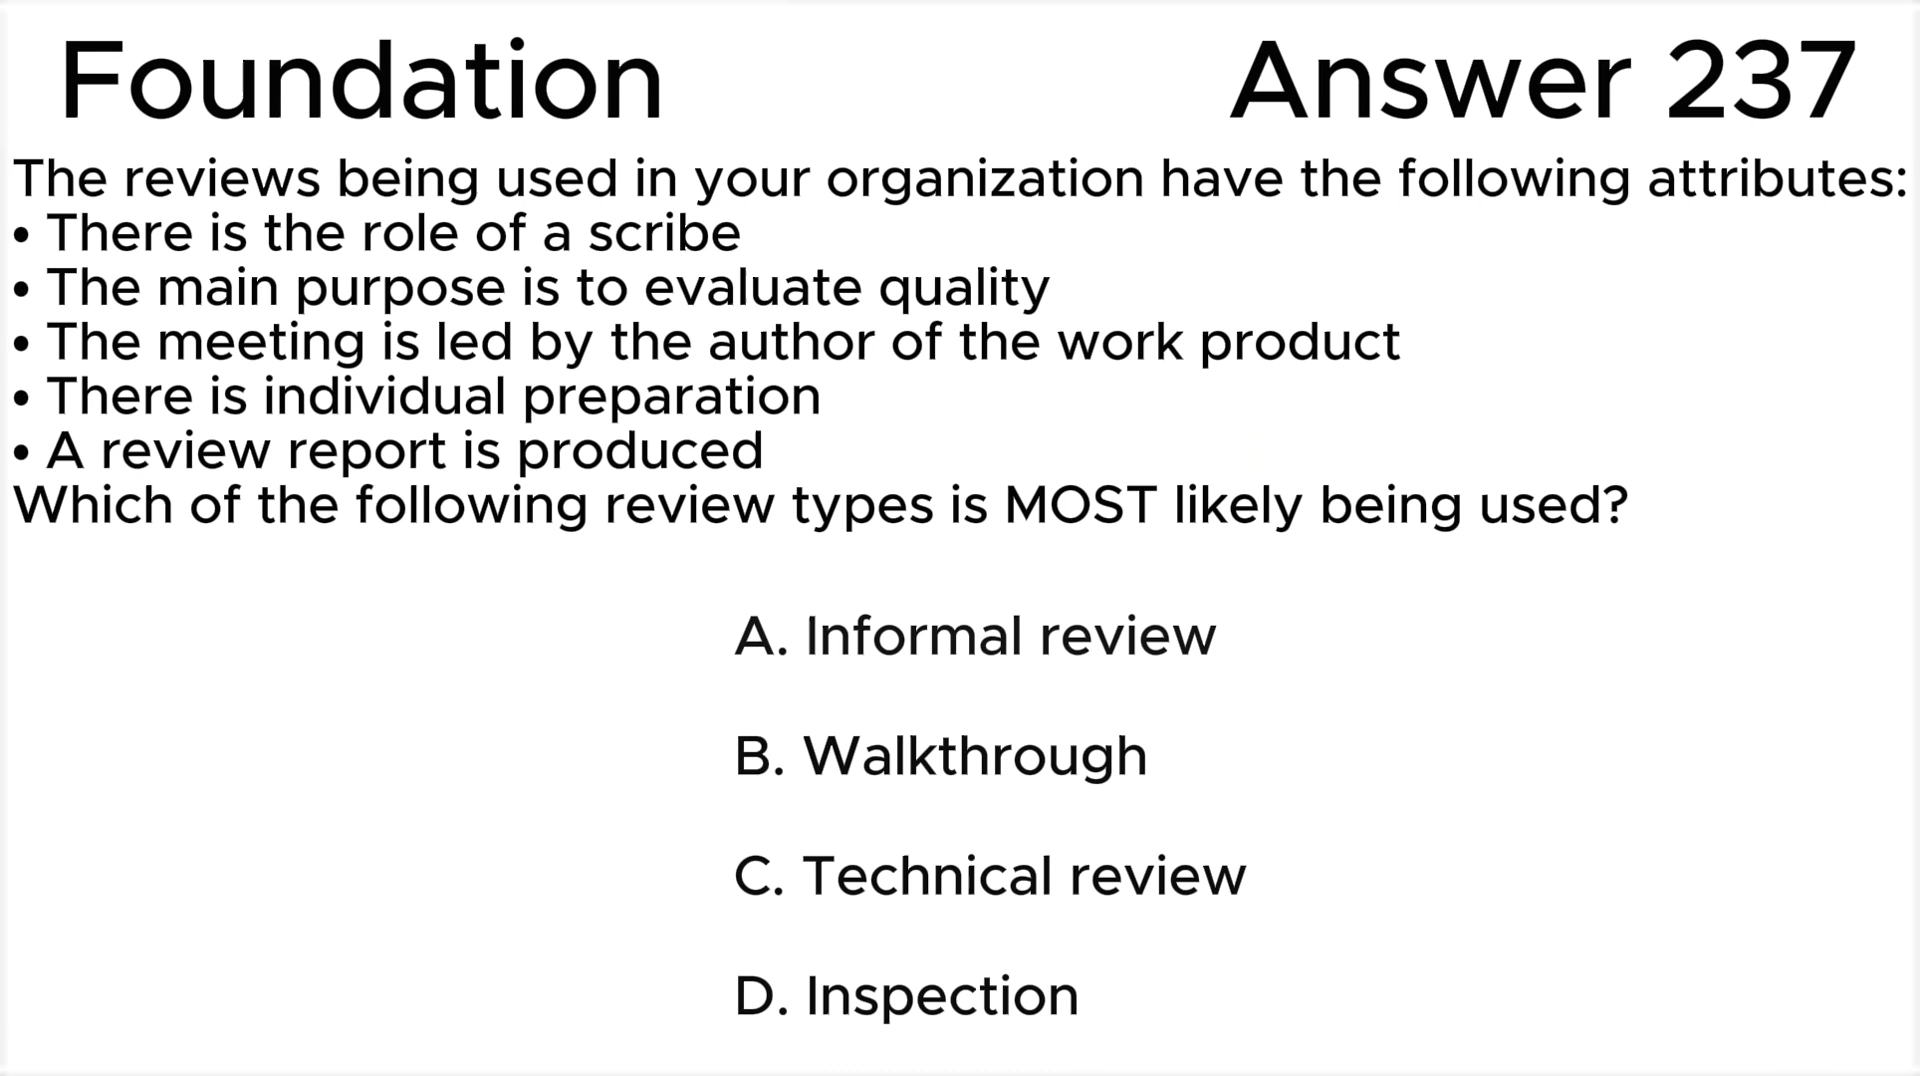 Foundation Answer 237
The reviews being used in your organization have the following attributes:
• There is the role of a scribe
• The main purpose is to evaluate quality
• The meeting is led by the author of the work product
• There is individual preparation
• A review report is produced
Which of the following review types is MOST likely being used?
A. Informal review
B. Walkthrough
C. Technical review
D. Inspection